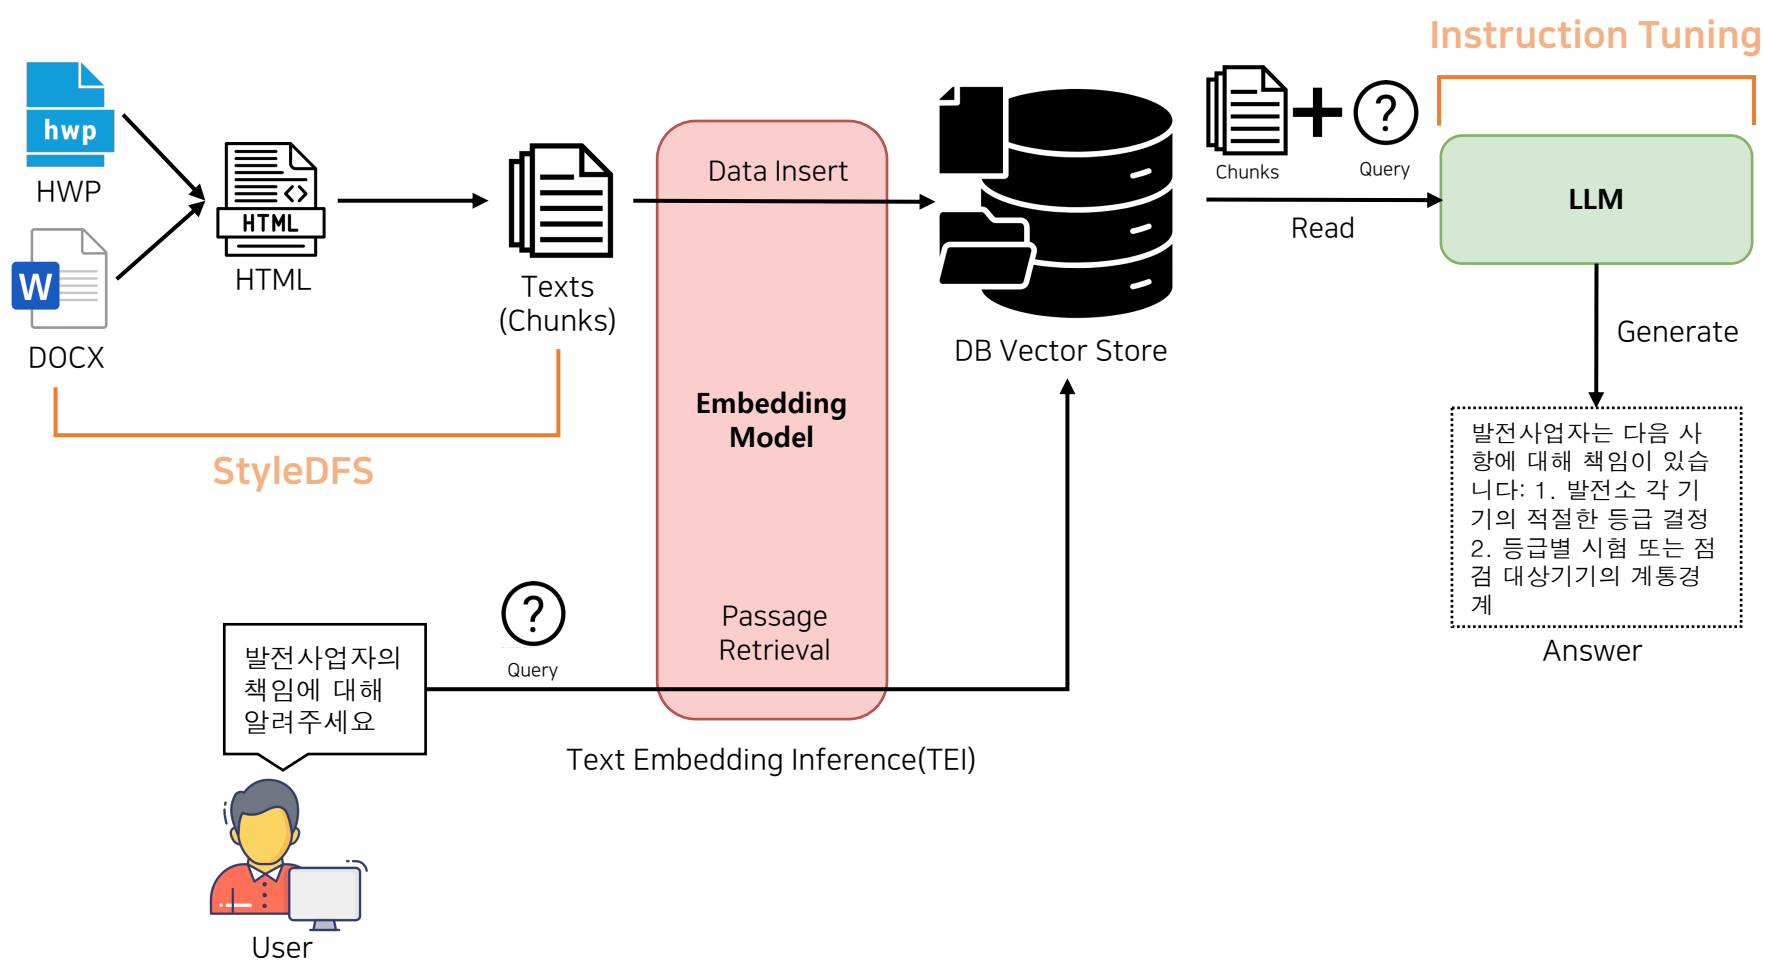 Instruction Tuning
hwp
HWP
W
DOCX
HTML
HTML
Texts
(Chunks)
StyleDFS
Data Insert
Embedding
Model
Passage
Retrieval
Text Embedding Inference(TEI)
DB Vector Store
Chunks
?
Query
Read
LLM
Generate
발전사업자는 다음 사
항에 대해 책임이 있습
니다: 1. 발전소 각 기
기의 적절한 등급 결정
2. 등급별 시험 또는 점
검 대상기기의 계통경
계
Answer
?
Query
발전사업자의
책임에 대해
알려주세요
User